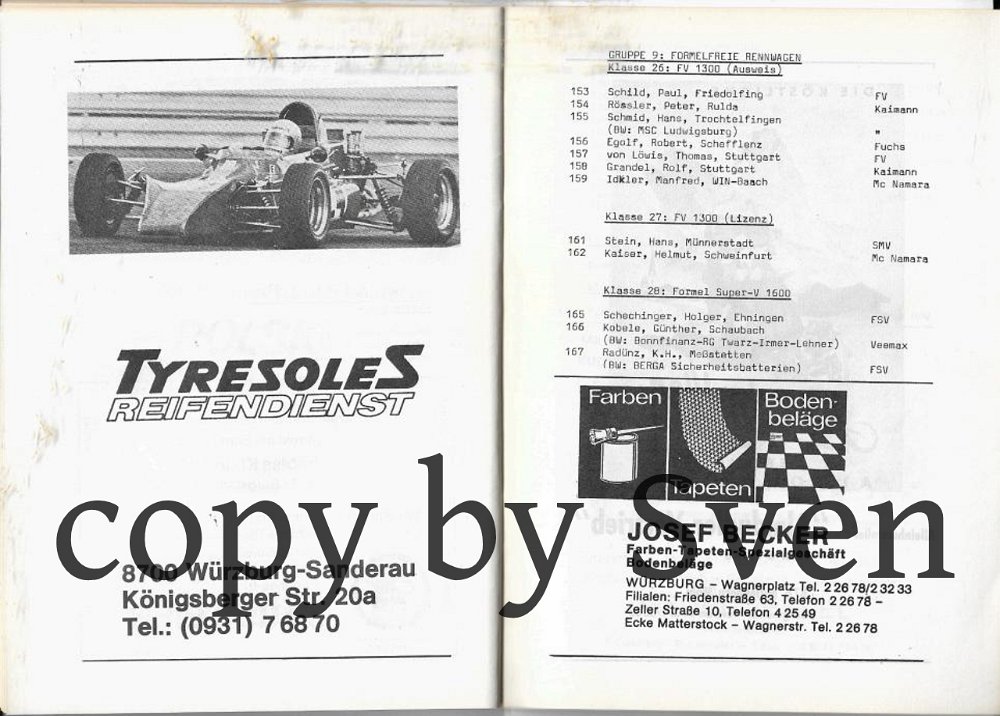 TYRESOLES
REIFENDIENST
8700 Würzburg-Sanderau
Königsberger Str. 20a
Tel.: (0931) 7 68 70
GRUPPE 9: FORMELFREIE RENNWAGEN
Klasse 26: FV 1300 (Ausweis)
153 Schild, Paul, Friedolfing FV
154 Rössler, Peter, Rulda Kaimann
155 Schmid, Hans, Trochtelfingen
(BW: MSC Ludwigsburg) "
156 Egolf, Robert, Schefflenz Fuchs
157 von Löwis, Thomas, Stuttgart FV
158 Grandel, Rolf, Stuttgart Kaimann
159 Idkler, Manfred, WIN-Baach Mc Namara
Klasse 27: FV 1300 (Lizenz)
161 Stein, Hans, Münnerstadt SMV
162 Kaiser, Helmut, Schweinfurt Mc Namara
Klasse 28: Formel Super-V 1600
165 Schechinger, Holger, Ehningen FSV
166 Kobele, Günther, Schaubach
(BW: Bonnfinanz-RG Twarz-Irmer-Lehner) Veemax
167 Radünz, K.H., Meßstetten
(BW: BERGA Sicherheitsbatterien) FSV
Farben
Tapeten
Boden-
beläge
JOSEF BECKER
Farben-Tapeten-Spezialgeschäft
Bodenbeläge
WÜRZBURG – Wagnerplatz Tel. 2 26 78/2 32 33
Filialen: Friedenstraße 63, Telefon 2 26 78 –
Zeller Straße 10, Telefon 4 25 49
Ecke Matterstock – Wagnerstr. Tel. 2 26 78
copy by Sven